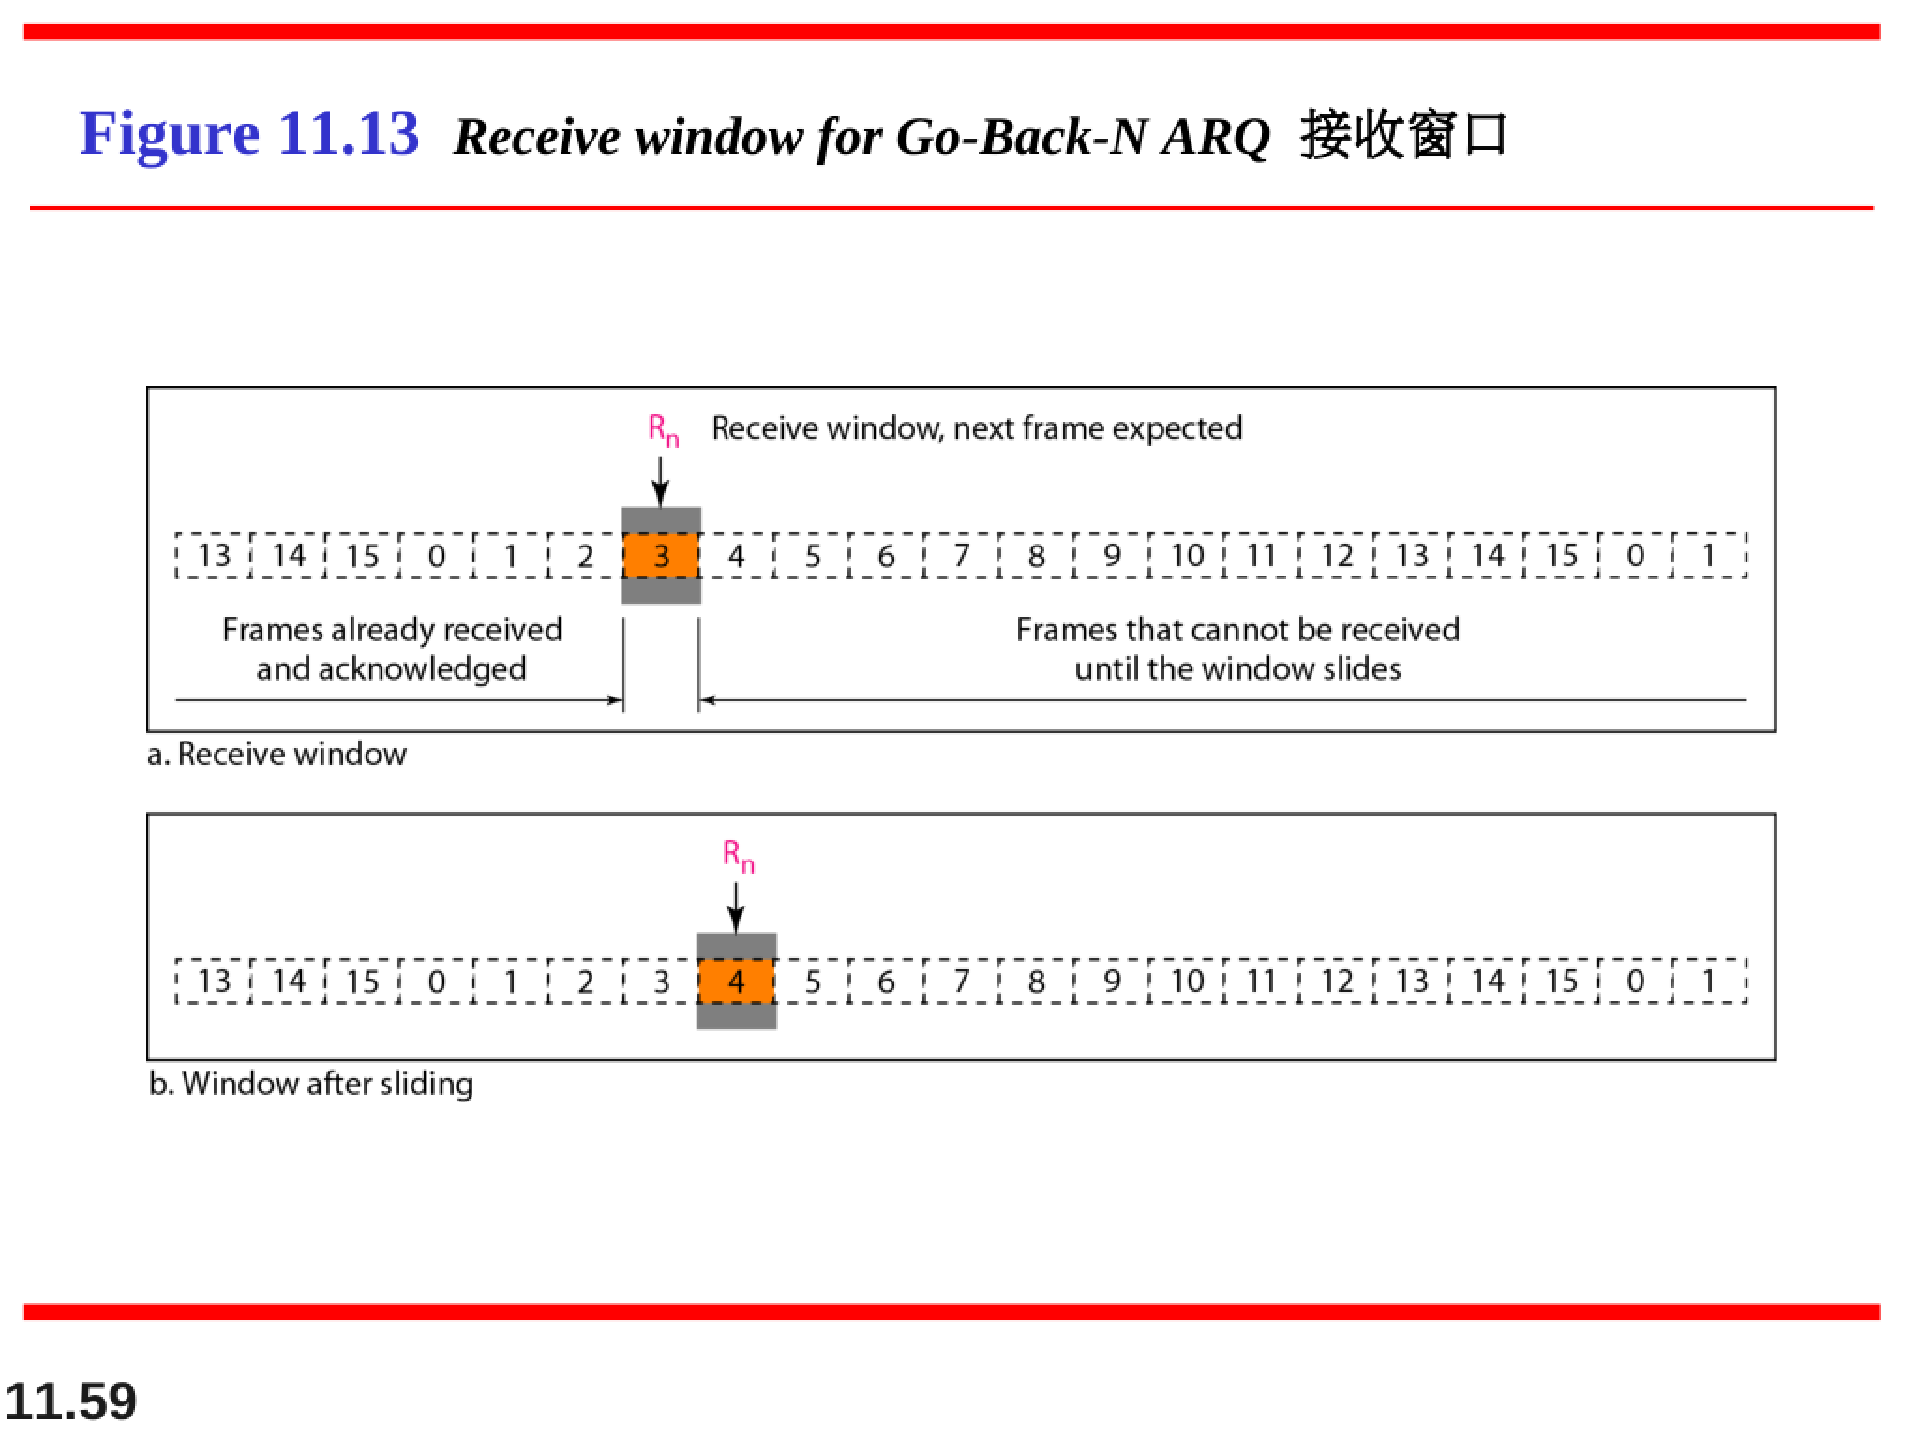 Figure 11.13 Receive window for Go-Back-N ARQ 接收窗口
Rn Receive window, next frame expected
13 14 15 0 1 2 3 4 5 6 7 8 9 10 11 12 13 14 15 0 1
Frames already received
and acknowledged
Frames that cannot be received
until the window slides
a. Receive window
Rn
13 14 15 0 1 2 3 4 5 6 7 8 9 10 11 12 13 14 15 0 1
b. Window after sliding
11.59